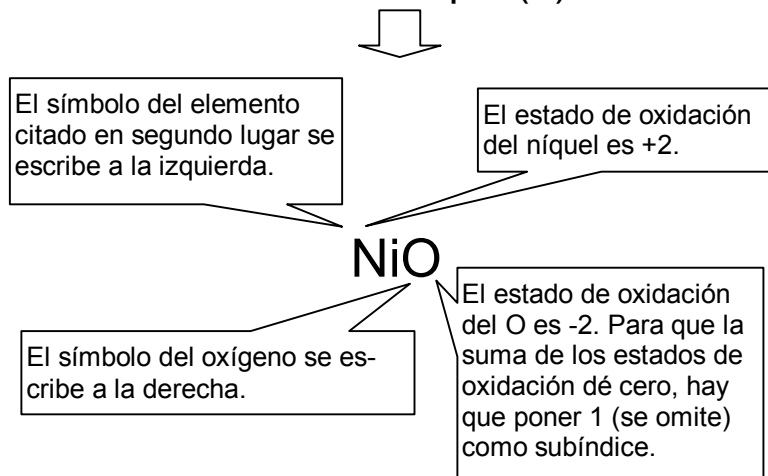 El símbolo del elemento
citado en segundo lugar se
escribe a la izquierda.
El estado de oxidación
del níquel es +2.
NiO
El símbolo del oxígeno se es-
cribe a la derecha.
El estado de oxidación
del O es -2. Para que la
suma de los estados de
oxidación dé cero, hay
que poner 1 (se omite)
como subíndice.